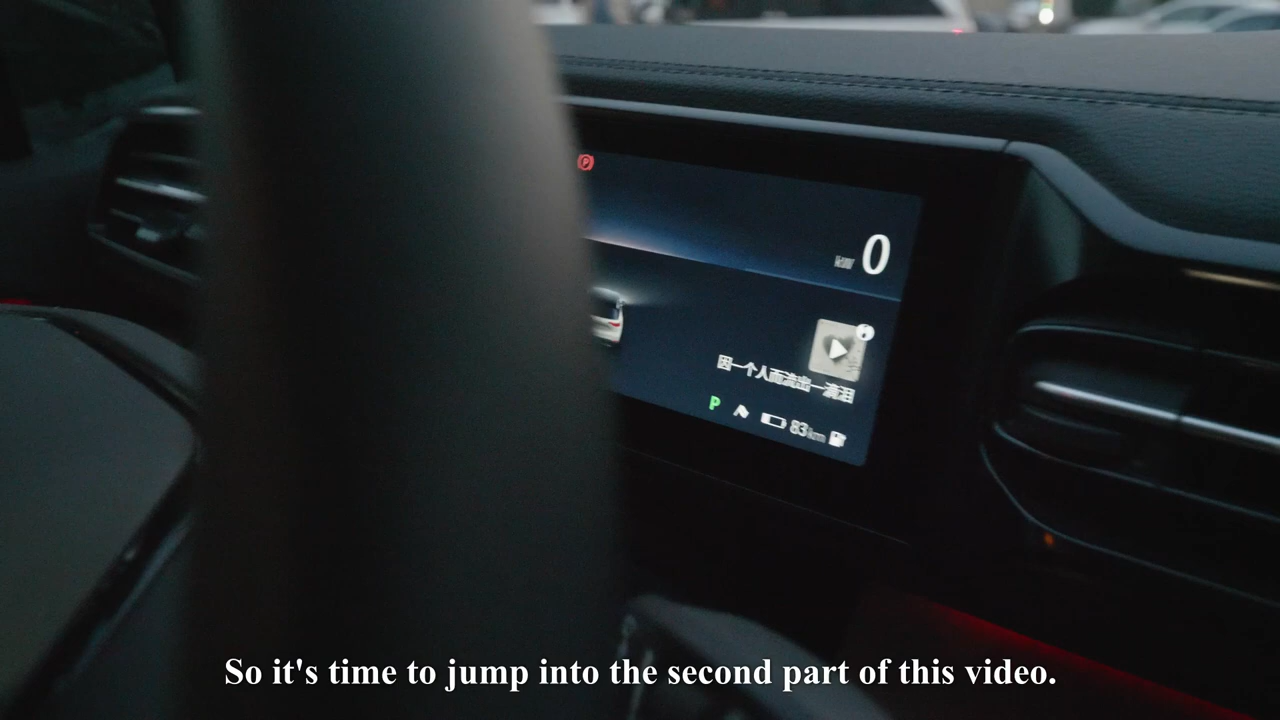 P
kW 0
因一个人而流出一滴泪
P 83km
So it's time to jump into the second part of this video.